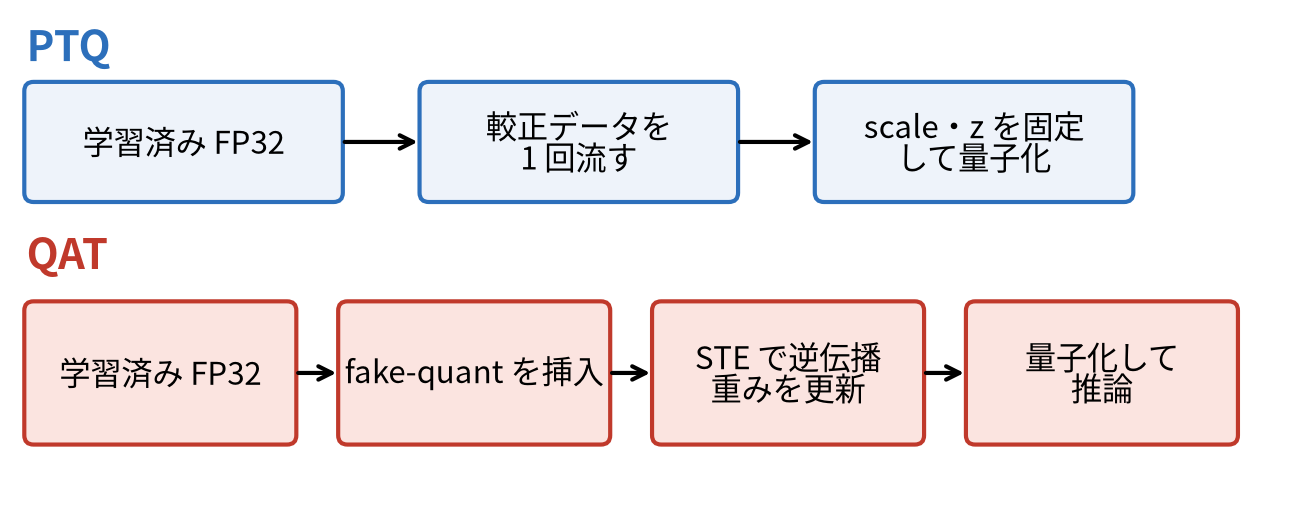 PTQ
学習済み FP32
較正データを
1 回流す
scale・z を固定
して量子化
QAT
学習済み FP32
fake-quant を挿入
STE で逆伝播
重みを更新
量子化して
推論